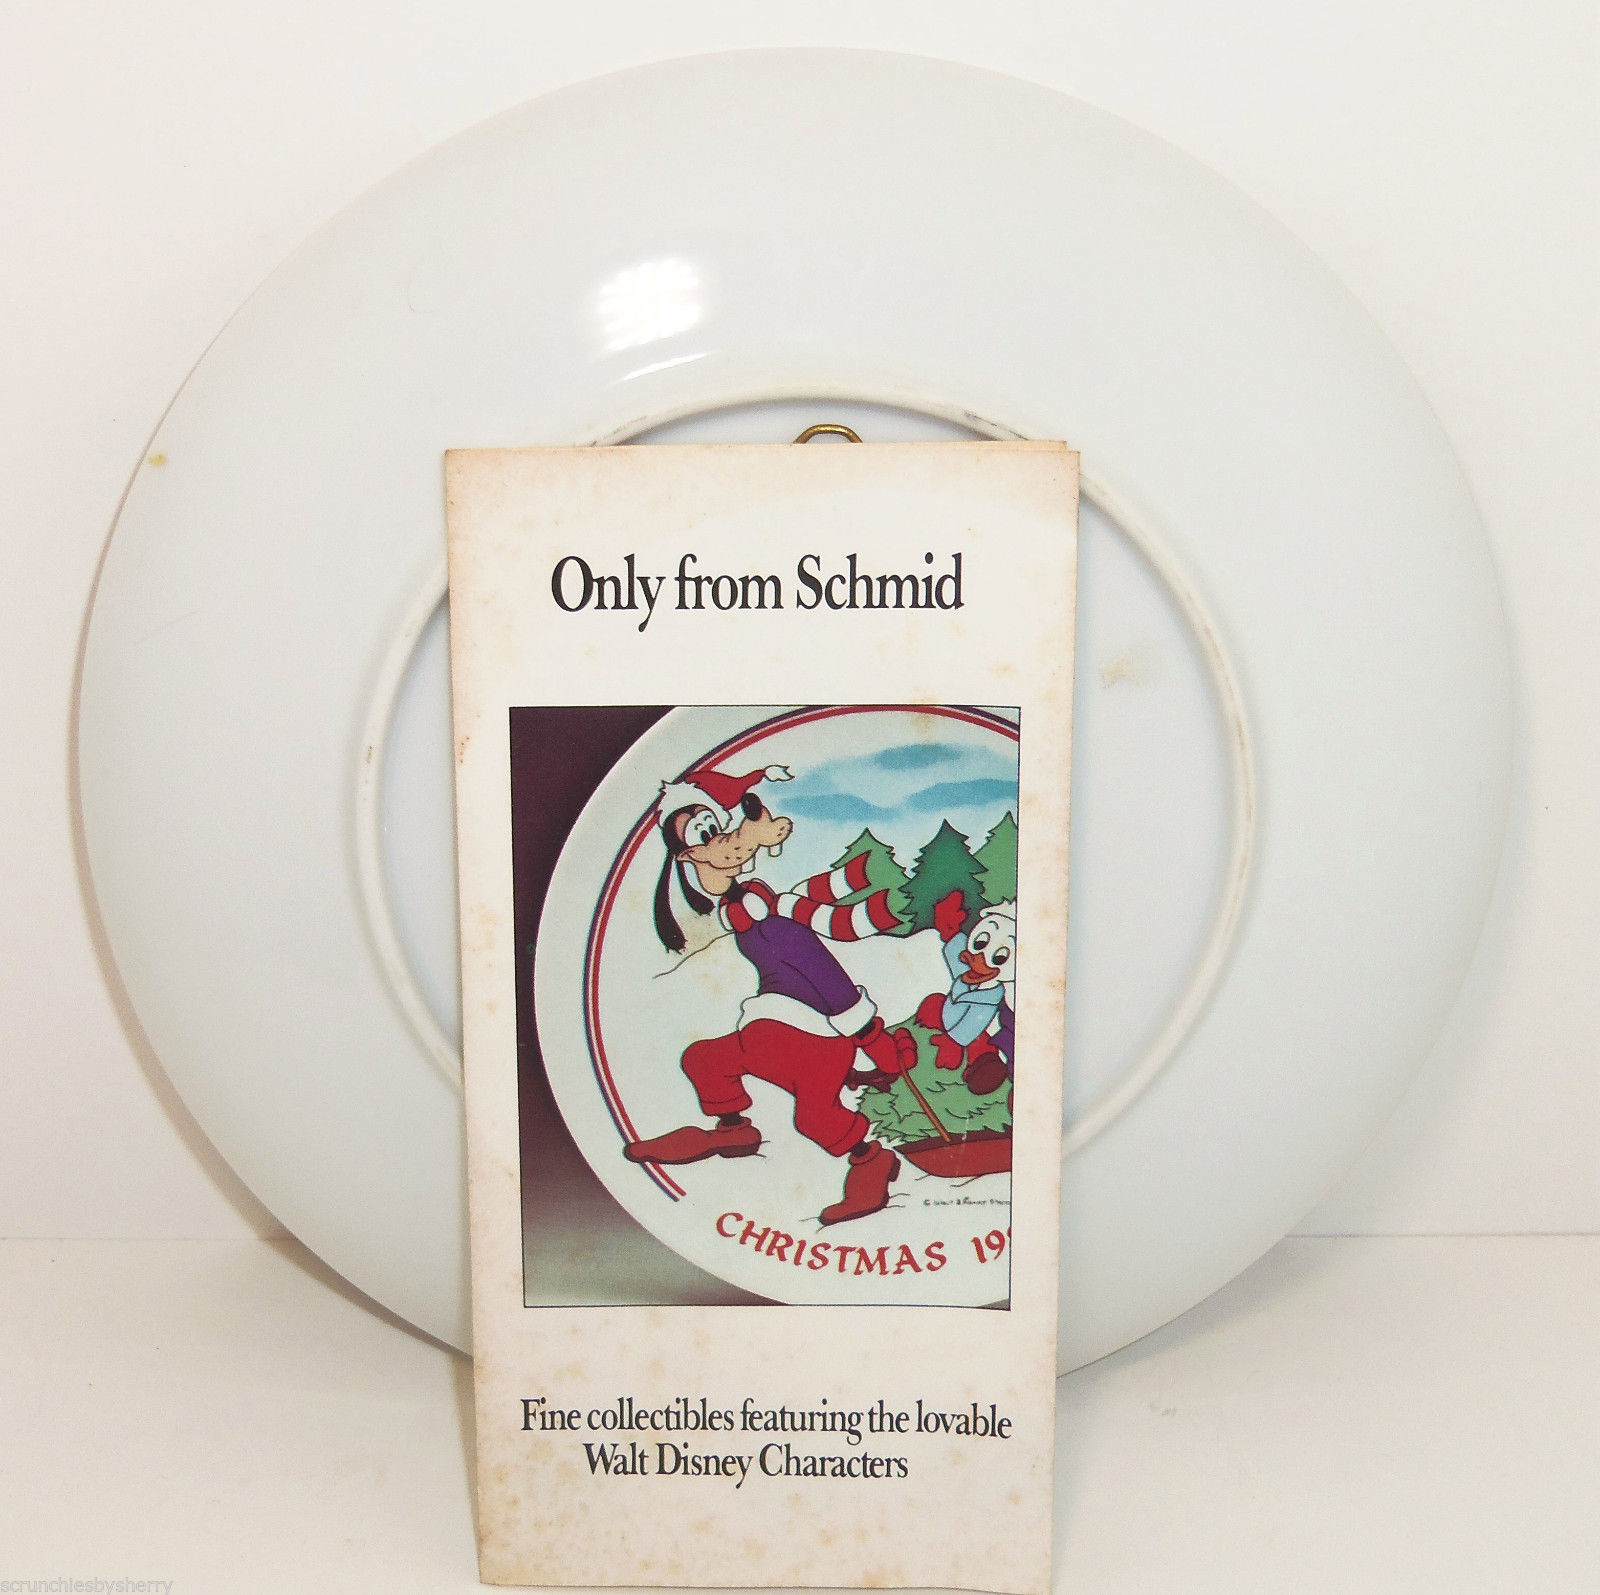 Only from Schmid
CHRISTMAS 19
Fine collectibles featuring the lovable
Walt Disney Characters
scrunchiesbysherry